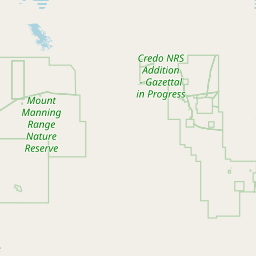 Credo NRS
Addition
- Gazettal
in Progress
Mount
Manning
Range
Nature
Reserve